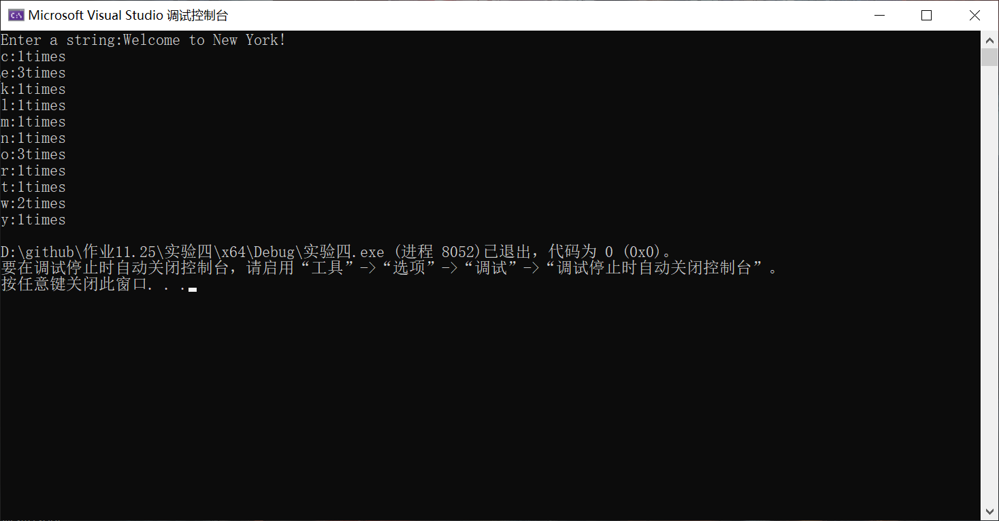 Microsoft Visual Studio 调试控制台
Enter a string:Welcome to New York!
c:1times
e:3times
k:1times
l:1times
m:1times
n:1times
o:3times
r:1times
t:1times
w:2times
y:1times
D:\github\作业11.25\实验四\x64\Debug\实验四.exe (进程 8052)已退出，代码为 0 (0x0)。
要在调试停止时自动关闭控制台，请启用“工具”->“选项”->“调试”->“调试停止时自动关闭控制台”。
按任意键关闭此窗口. . .